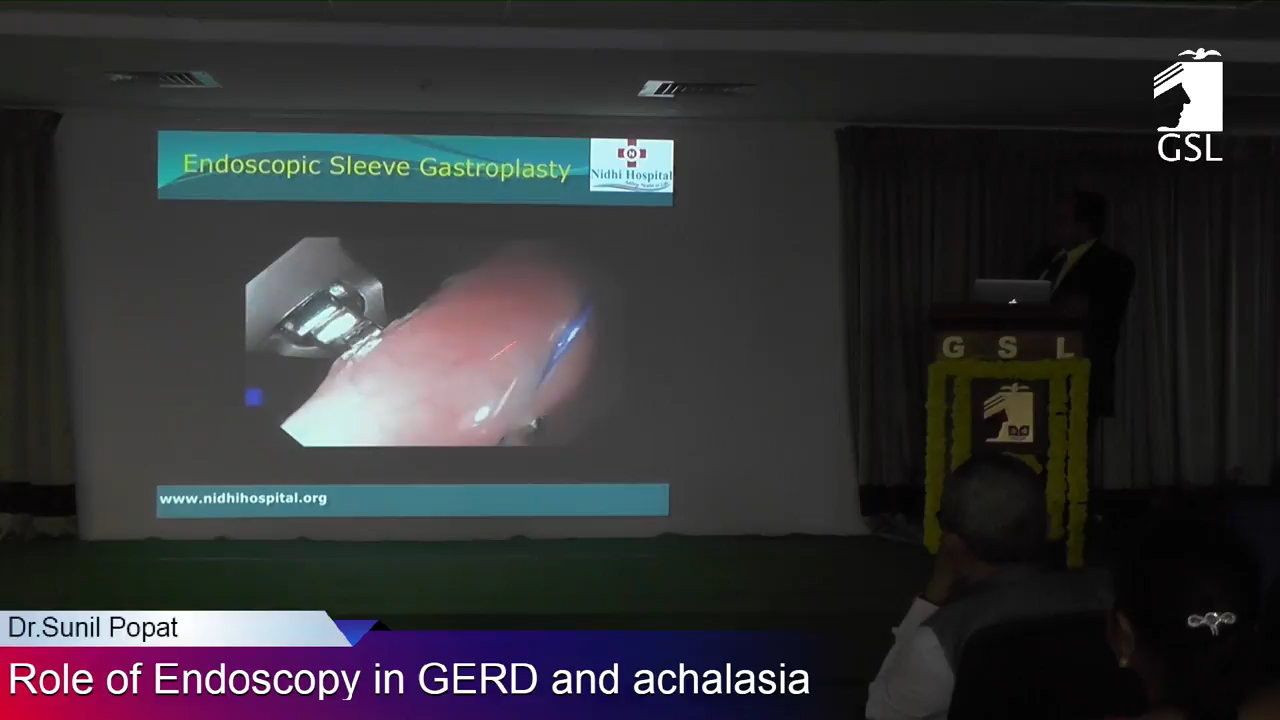 GSL
Endoscopic Sleeve Gastroplasty
N
Nidhi Hospital
G S L
www.nidhihospital.org
Dr.Sunil Popat
Role of Endoscopy in GERD and achalasia